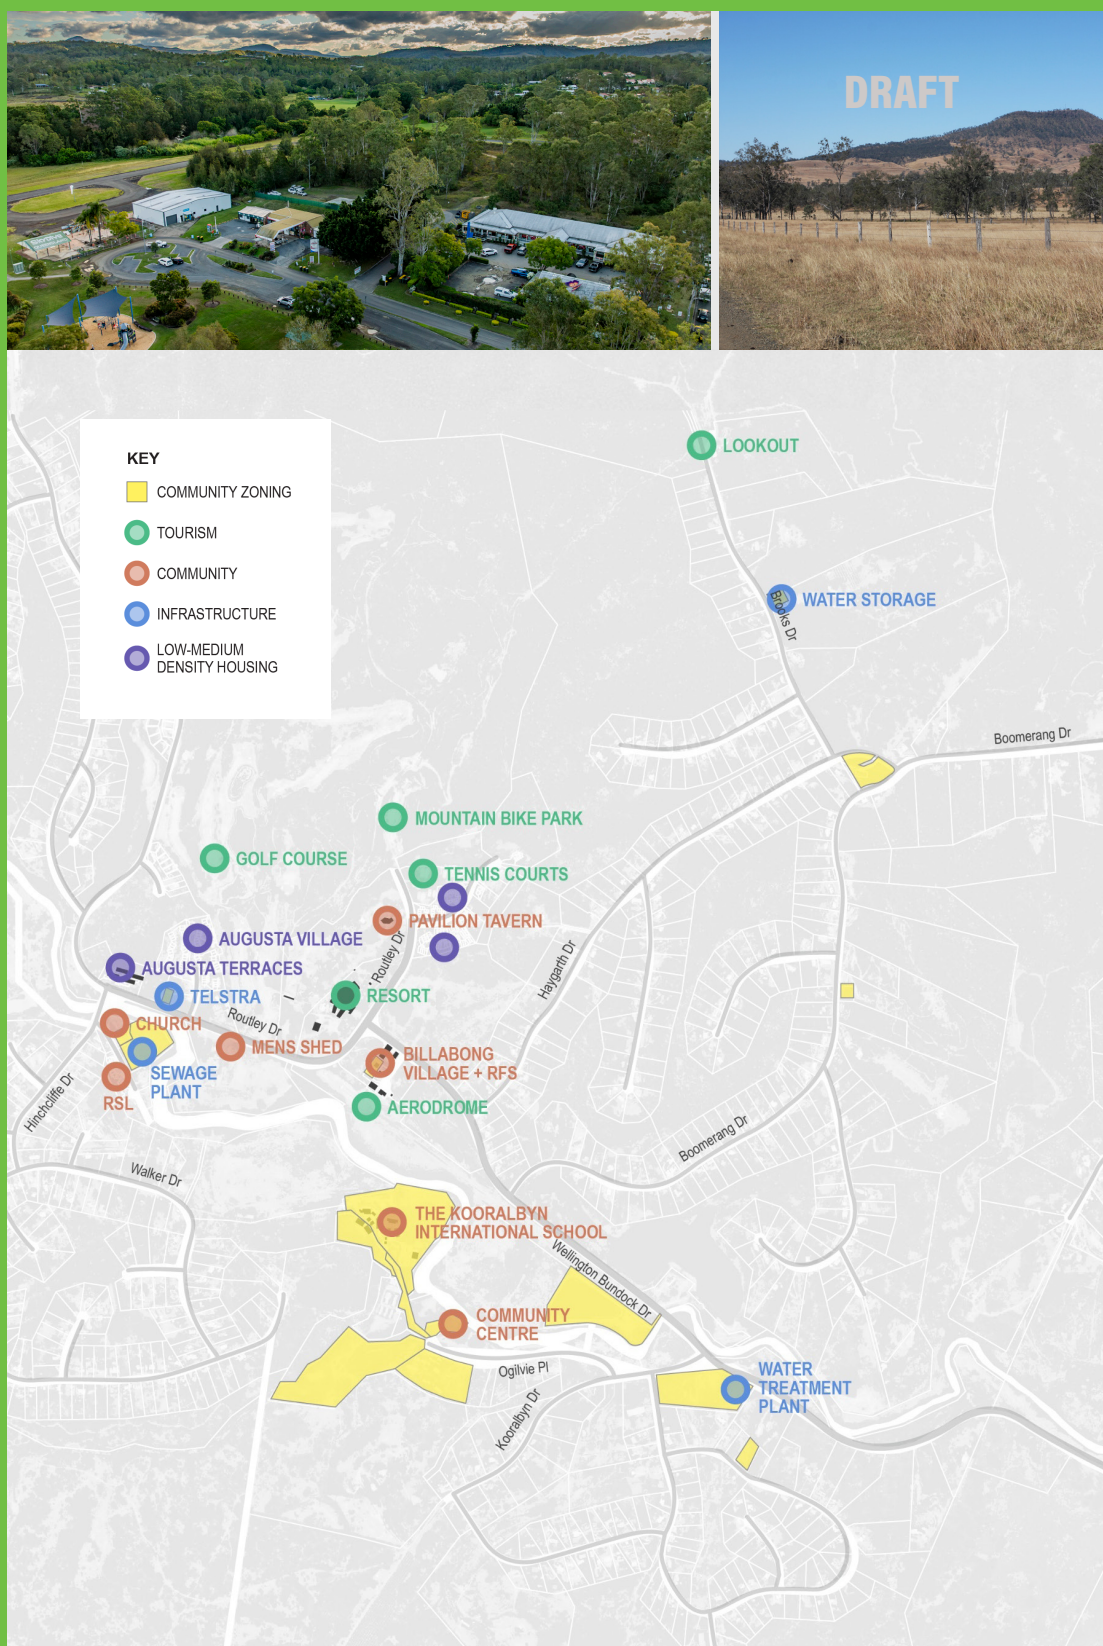 DRAFT
KEY
COMMUNITY ZONING
TOURISM
COMMUNITY
INFRASTRUCTURE
LOW-MEDIUM
DENSITY HOUSING
LOOKOUT
WATER STORAGE
Brooks Dr
Boomerang Dr
MOUNTAIN BIKE PARK
GOLF COURSE
TENNIS COURTS
PAVILION TAVERN
AUGUSTA VILLAGE
Routley Dr
Haygarth Dr
AUGUSTA TERRACES
TELSTRA
RESORT
CHURCH
Routley Dr
MENS SHED
BILLABONG
VILLAGE + RFS
SEWAGE
PLANT
RSL
AERODROME
Hinchcliffe Dr
Boomerang Dr
Walker Dr
THE KOORALBYN
INTERNATIONAL SCHOOL
Wellington Bundock Dr
COMMUNITY
CENTRE
Ogilvie Pl
WATER
TREATMENT
PLANT
Kooralbyn Dr